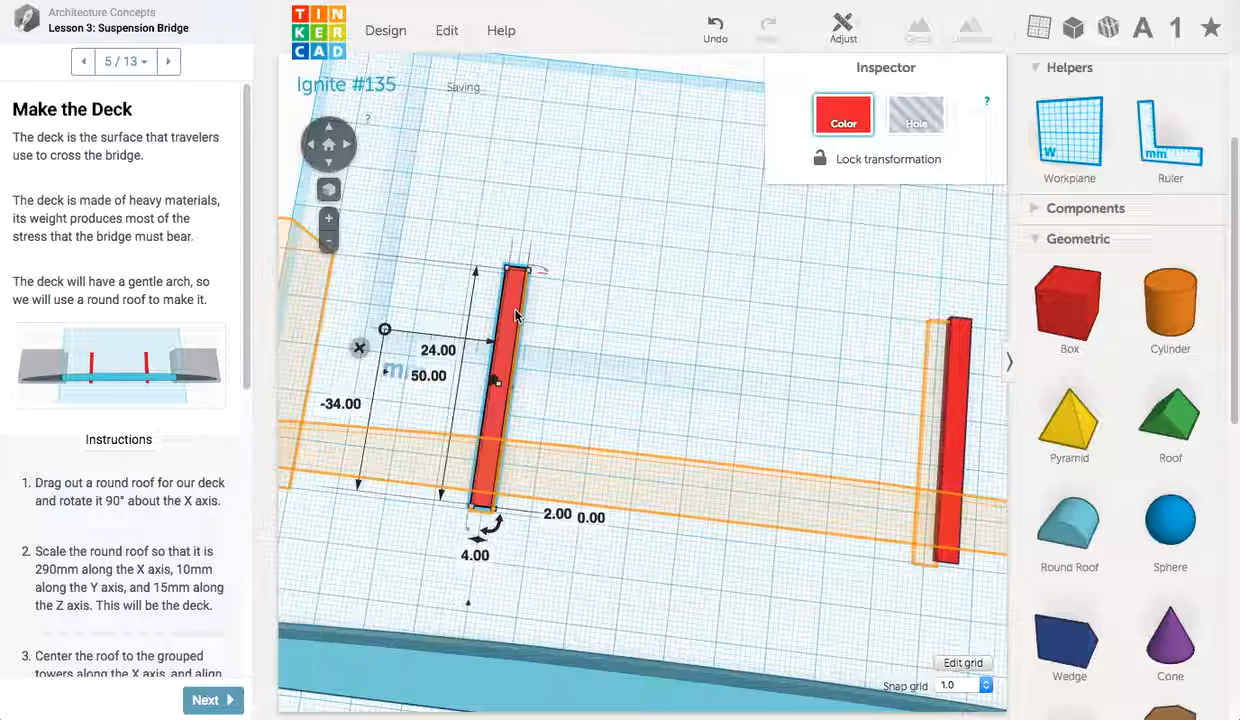 Architecture Concepts
Lesson 3: Suspension Bridge
5 / 13
Make the Deck
The deck is the surface that travelers
use to cross the bridge.
The deck is made of heavy materials,
its weight produces most of the
stress that the bridge must bear.
The deck will have a gentle arch, so
we will use a round roof to make it.
Instructions
1. Drag out a round roof for our deck
and rotate it 90° about the X axis.
2. Scale the round roof so that it is
290mm along the X axis, 10mm
along the Y axis, and 15mm along
the Z axis. This will be the deck.
3. Center the roof to the grouped
towers along the X axis, and align
Next
TIN
KER
CAD
Design
Edit
Help
Undo
Adjust
Ignite #135
Saving
?
+
-
24.00
50.00
-34.00
2.00
0.00
4.00
Inspector
Color
Hole
?
Lock transformation
Edit grid
Snap grid
1.0
A
1
Helpers
W
mm
Workplane
Ruler
Components
Geometric
Box
Cylinder
Pyramid
Roof
Round Roof
Sphere
Wedge
Cone